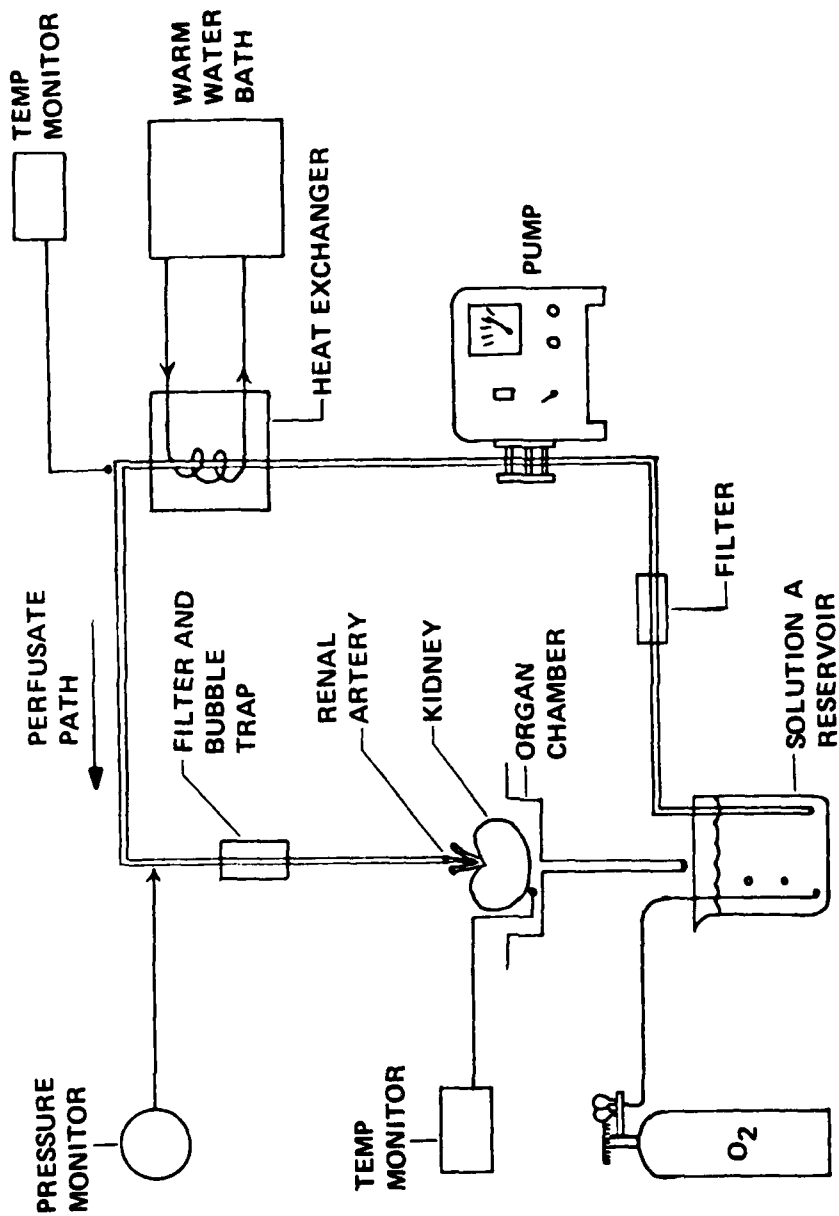 TEMP
MONITOR
WARM
WATER
BATH
HEAT EXCHANGER
PUMP
PERFUSATE
PATH
FILTER AND
BUBBLE
TRAP
RENAL
ARTERY
KIDNEY
ORGAN
CHAMBER
FILTER
SOLUTION A
RESERVOIR
PRESSURE
MONITOR
TEMP
MONITOR
O2